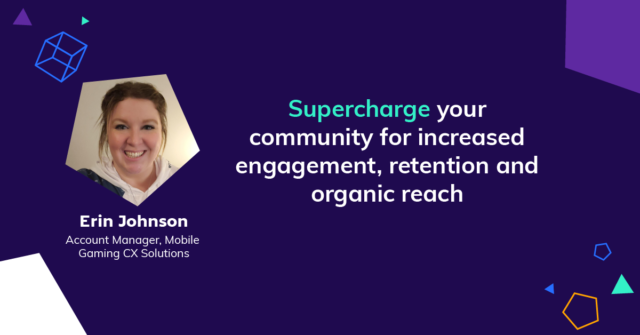 Supercharge your
community for increased
engagement, retention and
organic reach
Erin Johnson
Account Manager, Mobile
Gaming CX Solutions